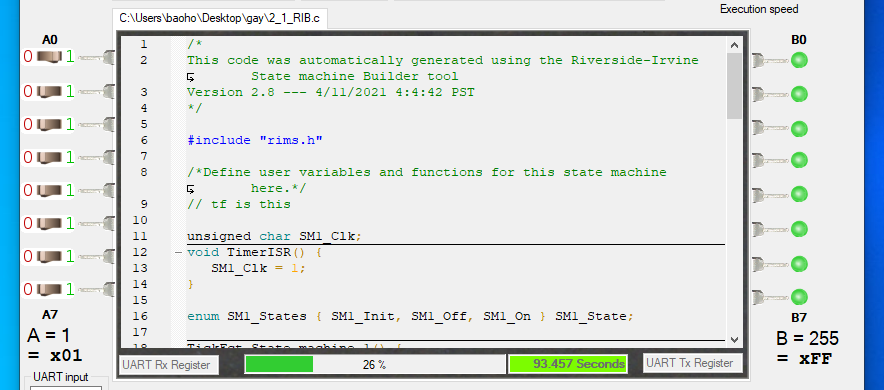 Execution speed
C:\Users\baoho\Desktop\gay\2_1_RIB.c
A0
B0
0 1
0 1
0 1
0 1
0 1
0 1
0 1
0 1
1 /*
2 This code was automatically generated using the Riverside-Irvine
State machine Builder tool
3 Version 2.8 --- 4/11/2021 4:4:42 PST
4 */
5
6 #include "rims.h"
7
8 /*Define user variables and functions for this state machine
here.*/
9 // tf is this
10
11 unsigned char SM1_Clk;
12 void TimerISR() {
13 SM1_Clk = 1;
14 }
15
16 enum SM1_States { SM1_Init, SM1_Off, SM1_On } SM1_State;
17
18 TickFct_State_machine_1() {
A7
A = 1
= x01
B7
B = 255
= xFF
UART Rx Register
26 %
93.457 Seconds
UART Tx Register
UART input